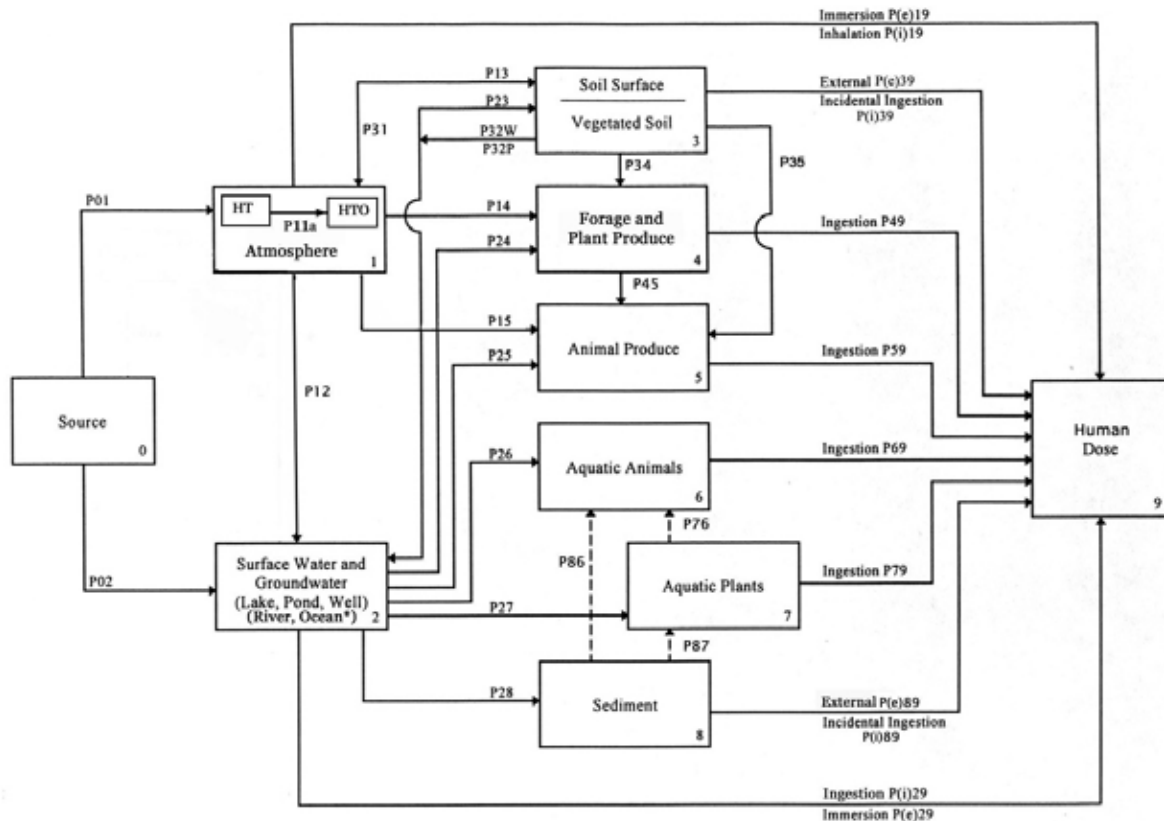 Immersion P(e)19
Inhalation P(i)19
P13
Soil Surface
External P(e)39
P23
Incidental Ingestion
P(i)39
Vegetated Soil
P31
P32W
P32P
3
P34
P35
P01
HT
HTO
P11a
P14
Forage and
Plant Produce
Ingestion P49
Atmosphere
1
P24
4
P45
P15
Animal Produce
Ingestion P59
P25
5
P12
Source
0
Human
Dose
9
P26
Aquatic Animals
Ingestion P69
6
P76
P86
Surface Water and
Groundwater
(Lake, Pond, Well)
(River, Ocean*)
2
P02
P27
Aquatic Plants
Ingestion P79
7
P87
P28
Sediment
8
External P(e)89
Incidental Ingestion
P(i)89
Ingestion P(i)29
Immersion P(e)29